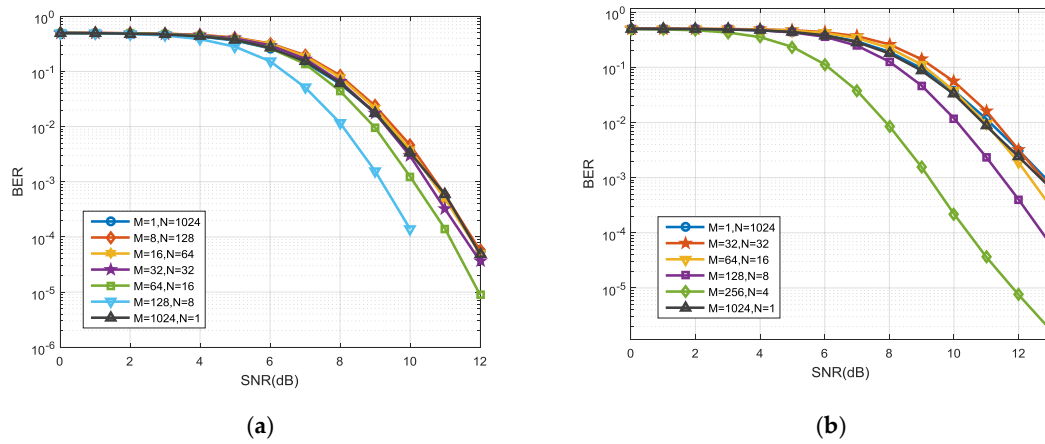 10^0
10^-1
10^-2
10^-3
10^-4
10^-5
10^-6
BER
M=1,N=1024
M=8,N=128
M=16,N=64
M=32,N=32
M=64,N=16
M=128,N=8
M=1024,N=1
0 2 4 6 8 10 12
SNR(dB)
(a)
10^0
10^-1
10^-2
10^-3
10^-4
10^-5
BER
M=1,N=1024
M=32,N=32
M=64,N=16
M=128,N=8
M=256,N=4
M=1024,N=1
0 2 4 6 8 10 12
SNR(dB)
(b)